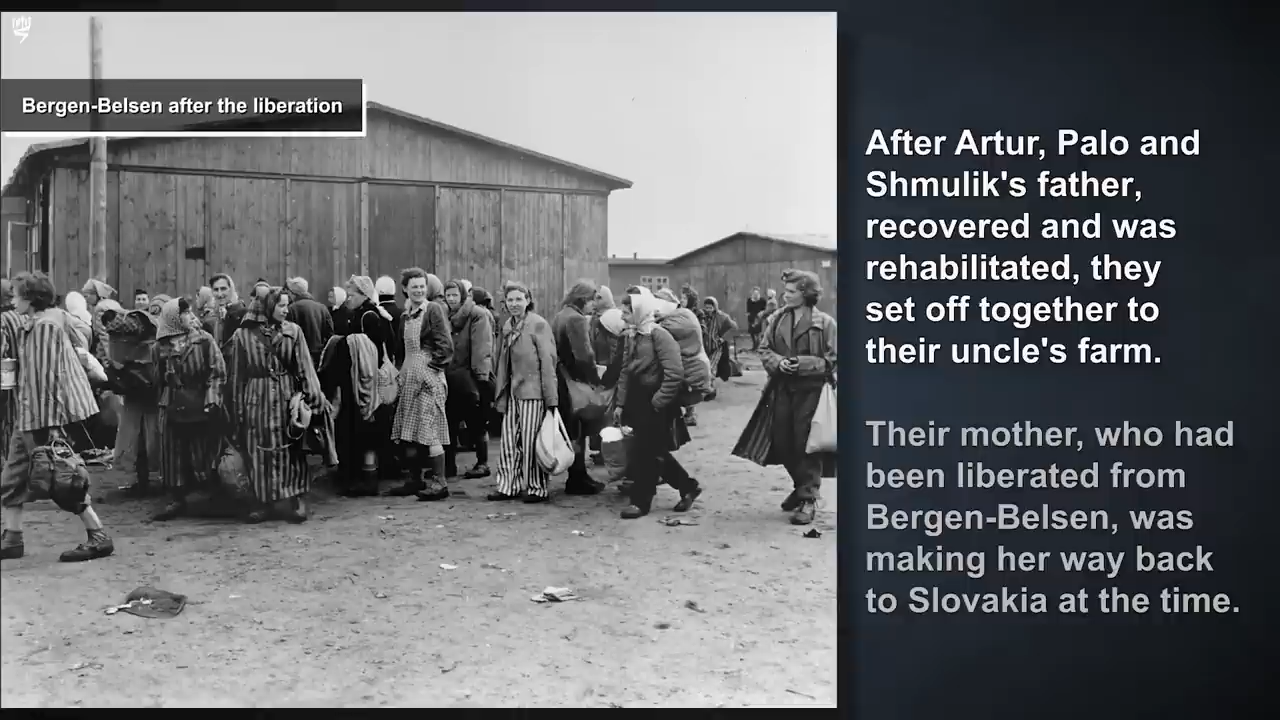 Bergen-Belsen after the liberation
After Artur, Palo and
Shmulik's father,
recovered and was
rehabilitated, they
set off together to
their uncle's farm.
Their mother, who had
been liberated from
Bergen-Belsen, was
making her way back
to Slovakia at the time.